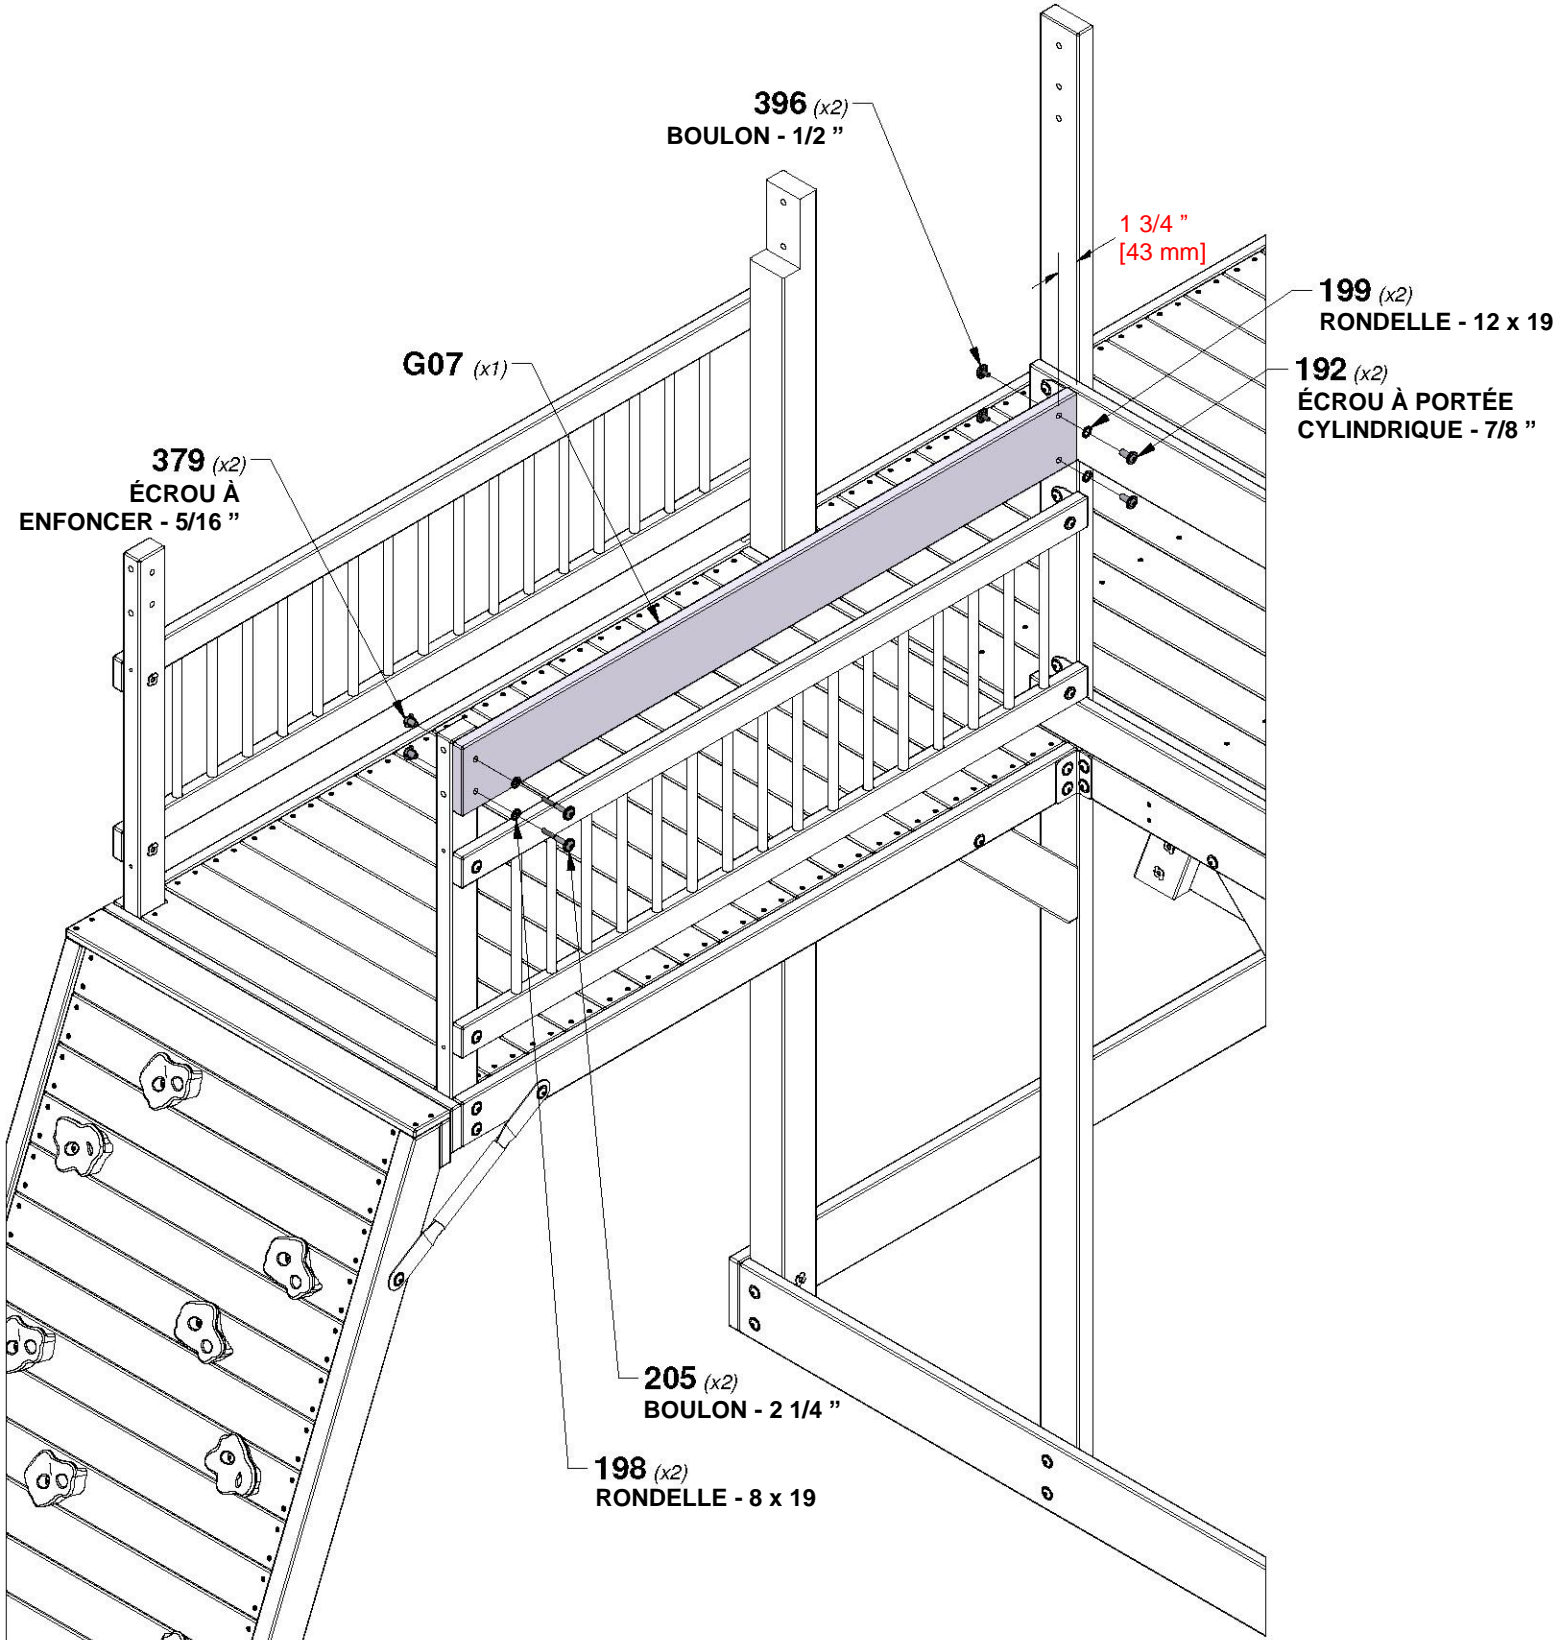 396 (x2)
BOULON - 1/2 ”
1 3/4 ”
[43 mm]
199 (x2)
RONDELLE - 12 x 19
192 (x2)
ÉCROU À PORTÉE
CYLINDRIQUE - 7/8 ”
G07 (x1)
379 (x2)
ÉCROU À
ENFONCER - 5/16 ”
205 (x2)
BOULON - 2 1/4 ”
198 (x2)
RONDELLE - 8 x 19